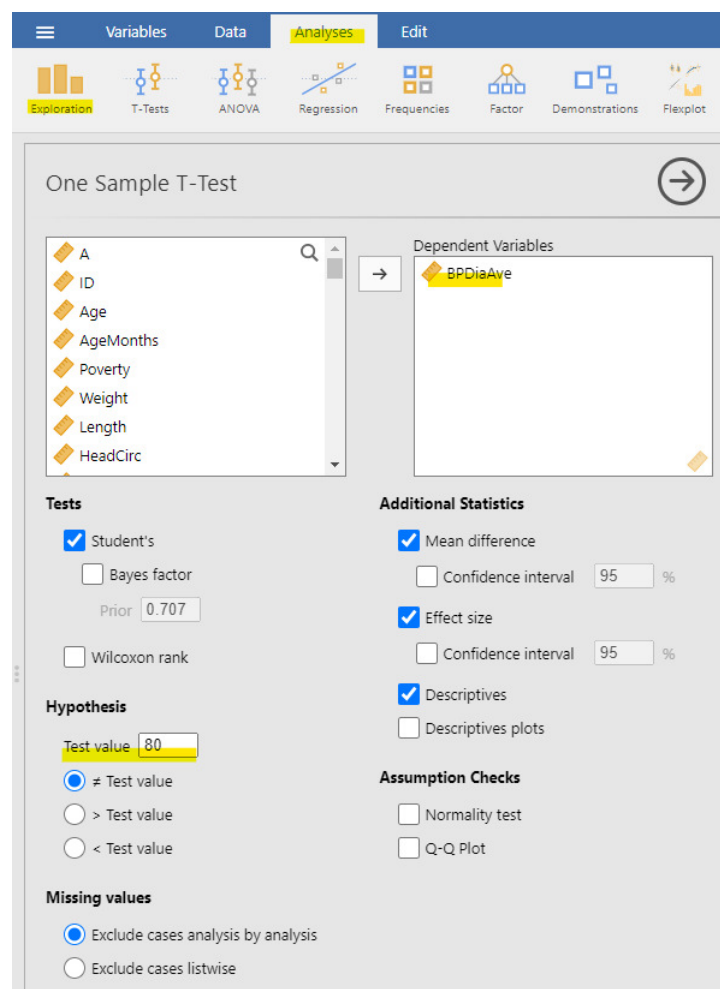 Variables Data Analyses Edit
Exploration T-Tests ANOVA Regression Frequencies Factor Demonstrations Flexplot
One Sample T-Test
A
ID
Age
AgeMonths
Poverty
Weight
Length
HeadCirc
Dependent Variables
BPDiaAve
Tests
Student's
Bayes factor
Prior 0.707
Wilcoxon rank
Hypothesis
Test value 80
≠ Test value
> Test value
< Test value
Missing values
Exclude cases analysis by analysis
Exclude cases listwise
Additional Statistics
Mean difference
Confidence interval 95 %
Effect size
Confidence interval 95 %
Descriptives
Descriptives plots
Assumption Checks
Normality test
Q-Q Plot